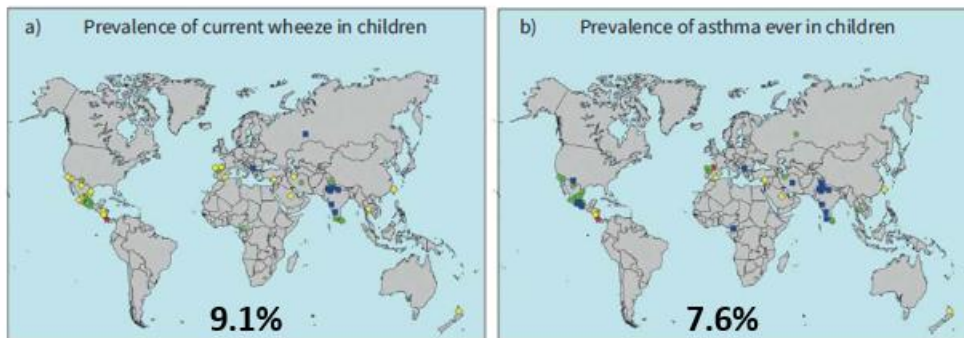 a) Prevalence of current wheeze in children
9.1%
b) Prevalence of asthma ever in children
7.6%